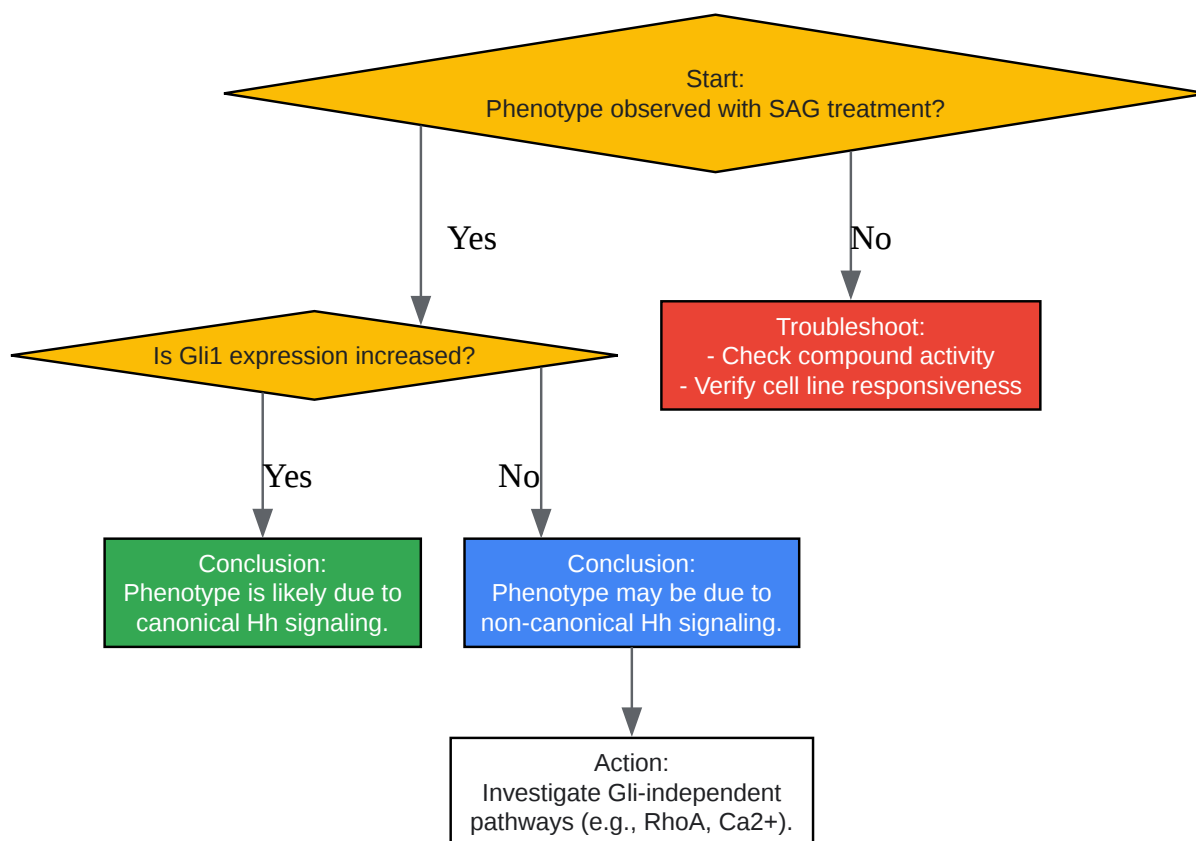 Start:
Phenotype observed with SAG treatment?
Yes
No
Is Gli1 expression increased?
Troubleshoot:
- Check compound activity
- Verify cell line responsiveness
Yes
No
Conclusion:
Phenotype is likely due to
canonical Hh signaling.
Conclusion:
Phenotype may be due to
non-canonical Hh signaling.
Action:
Investigate Gli-independent
pathways (e.g., RhoA, Ca2+).